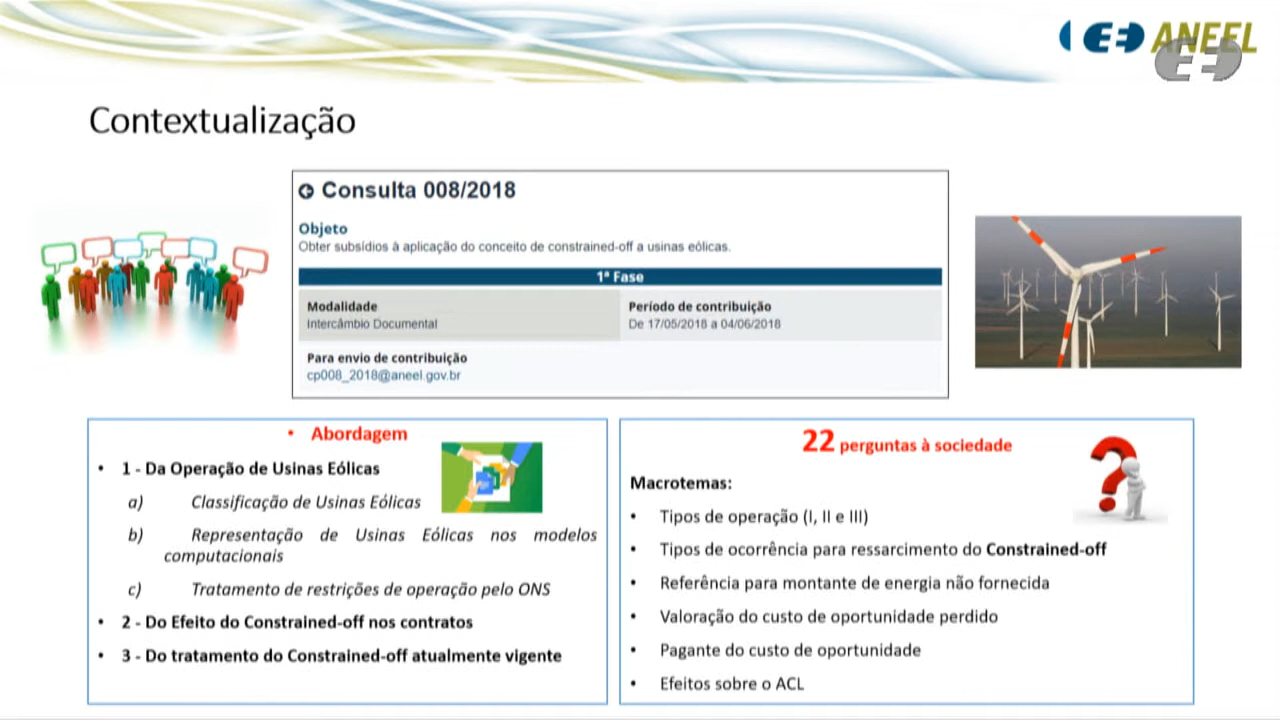 ANEEL
Contextualização
Consulta 008/2018
Objeto
Obter subsídios à aplicação do conceito de constrained-off a usinas eólicas.
1ª Fase
Modalidade
Intercâmbio Documental
Período de contribuição
De 17/05/2018 a 04/06/2018
Para envio de contribuição
cp008_2018@aneel.gov.br
• Abordagem
• 1 - Da Operação de Usinas Eólicas
a) Classificação de Usinas Eólicas
b) Representação de Usinas Eólicas nos modelos
computacionais
c) Tratamento de restrições de operação pelo ONS
• 2 - Do Efeito do Constrained-off nos contratos
• 3 - Do tratamento do Constrained-off atualmente vigente
22 perguntas à sociedade
Macrotemas:
• Tipos de operação (I, II e III)
• Tipos de ocorrência para ressarcimento do Constrained-off
• Referência para montante de energia não fornecida
• Valoração do custo de oportunidade perdido
• Pagante do custo de oportunidade
• Efeitos sobre o ACL